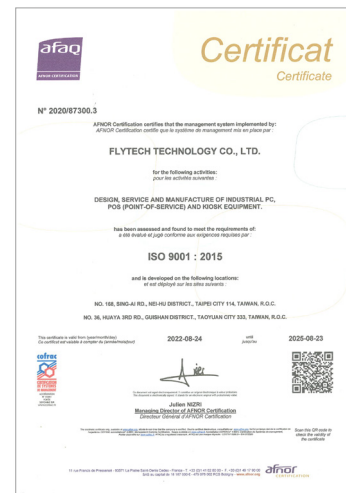 afaq
AFNOR CERTIFICATION
Certificat
Certificate
N° 2020/87300.3
AFNOR Certification certifies that the management system implemented by:
AFNOR Certification certifie que le système de management mis en place par :
FLYTECH TECHNOLOGY CO., LTD.
for the following activities:
pour les activités suivantes :
DESIGN, SERVICE AND MANUFACTURE OF INDUSTRIAL PC,
POS (POINT-OF-SERVICE) AND KIOSK EQUIPMENT.
has been assessed and found to meet the requirements of:
a été évalué et jugé conforme aux exigences requises par :
ISO 9001 : 2015
and is developed on the following locations:
et est déployé sur les sites suivants :
NO. 168, SING-AI RD., NEI-HU DISTRICT., TAIPEI CITY 114, TAIWAN, R.O.C.
NO. 36, HUAYA 3RD RD., GUISHAN DISTRICT., TAOYUAN CITY 333, TAIWAN, R.O.C.
This certificate is valid from (year/month/day)
Ce certificat est valable à compter du (année/mois/jour)
2022-08-24
until
jusqu'au
2025-08-23
cofrac
Julien NIZRI
Managing Director of AFNOR Certification
Directeur Général d'AFNOR Certification
Scan this QR code to
check the validity of
the certificate
afnor
CERTIFICATION